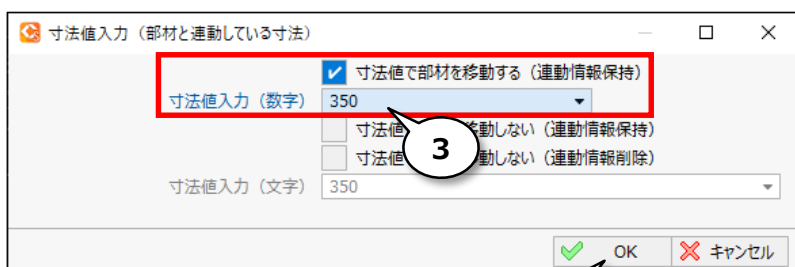 寸法値入力（部材と連動している寸法）
寸法値で部材を移動する（連動情報保持）
寸法値入力（数字） 350
寸法値 移動しない（連動情報保持）
3
寸法値 動しない（連動情報削除）
寸法値入力（文字） 350
OK キャンセル